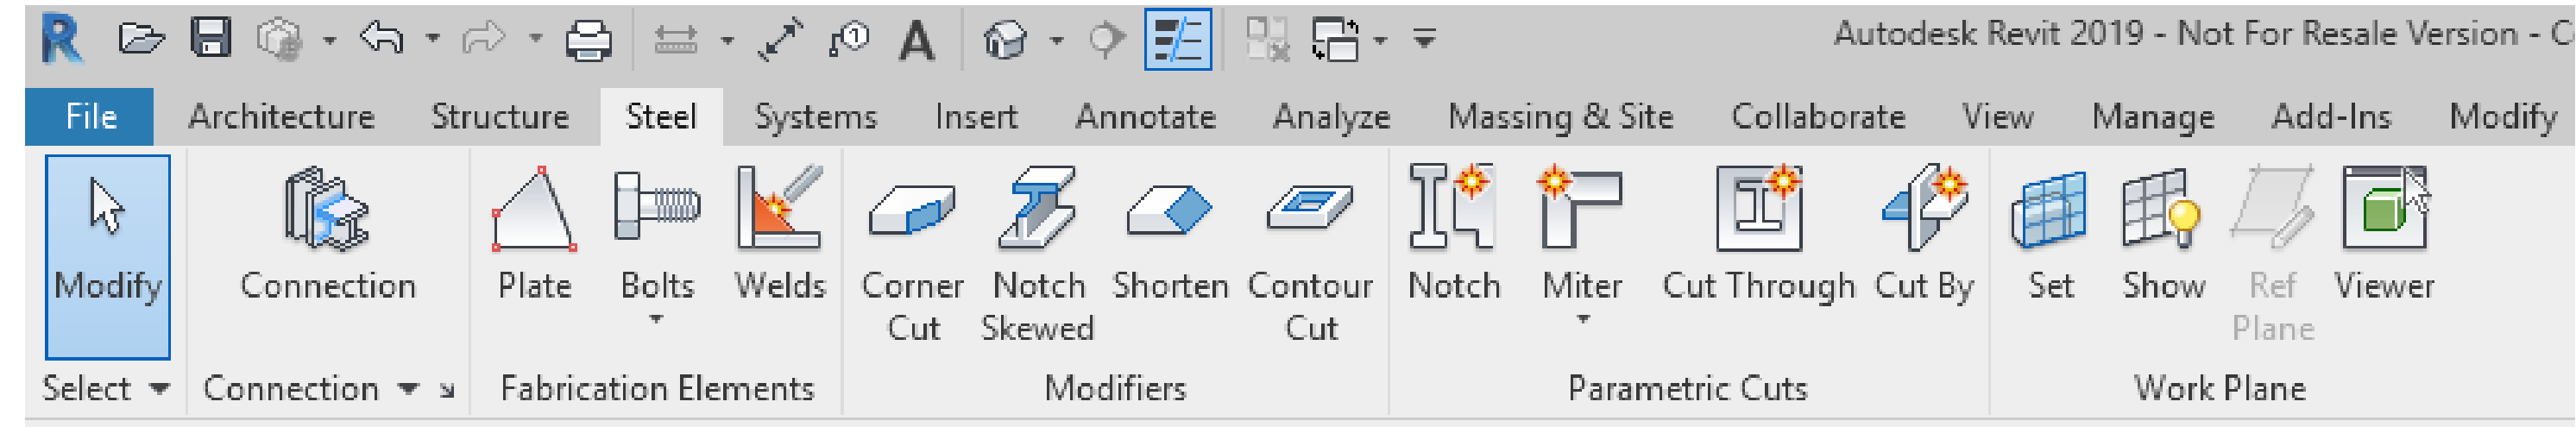 Autodesk Revit 2019 - Not For Resale Version - C
File Architecture Structure Steel Systems Insert Annotate Analyze Massing & Site Collaborate View Manage Add-Ins Modify
Modify Connection Plate Bolts Welds Corner Cut Notch Skewed Shorten Contour Cut Notch Miter Cut Through Cut By Set Show Ref Plane Viewer
Select Connection Fabrication Elements Modifiers Parametric Cuts Work Plane